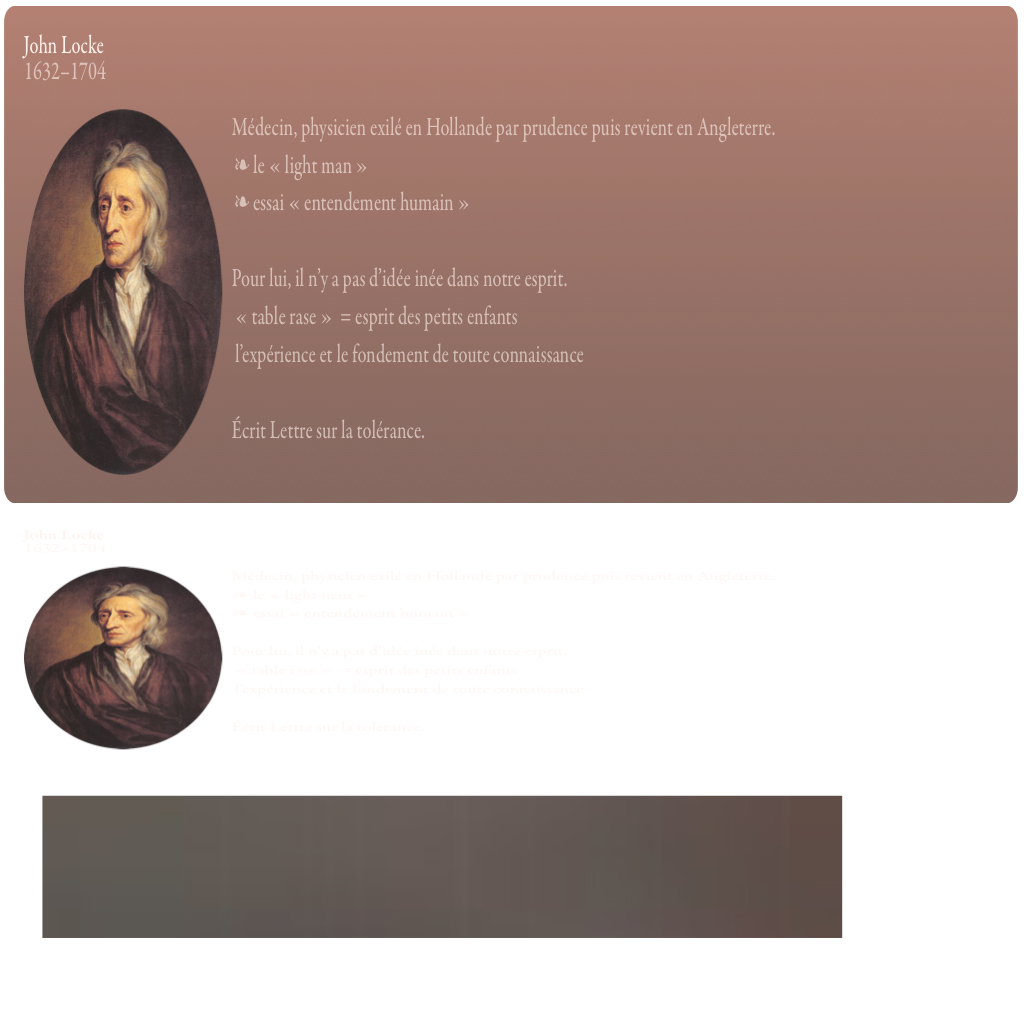 John Locke
1632–1704
Médecin, physicien exilé en Hollande par prudence puis revient en Angleterre.
❧ le « light man »
❧ essai « entendement humain »
Pour lui, il n’y a pas d’idée inée dans notre esprit.
« table rase » = esprit des petits enfants
l’expérience et le fondement de toute connaissance
Écrit Lettre sur la tolérance.
John Locke
1632–1704
Médecin, physicien exilé en Hollande par prudence puis revient en Angleterre.
❧ le « light man »
❧ essai « entendement humain »
Pour lui, il n’y a pas d’idée inée dans notre esprit.
« table rase » = esprit des petits enfants
l’expérience et le fondement de toute connaissance
Écrit Lettre sur la tolérance.